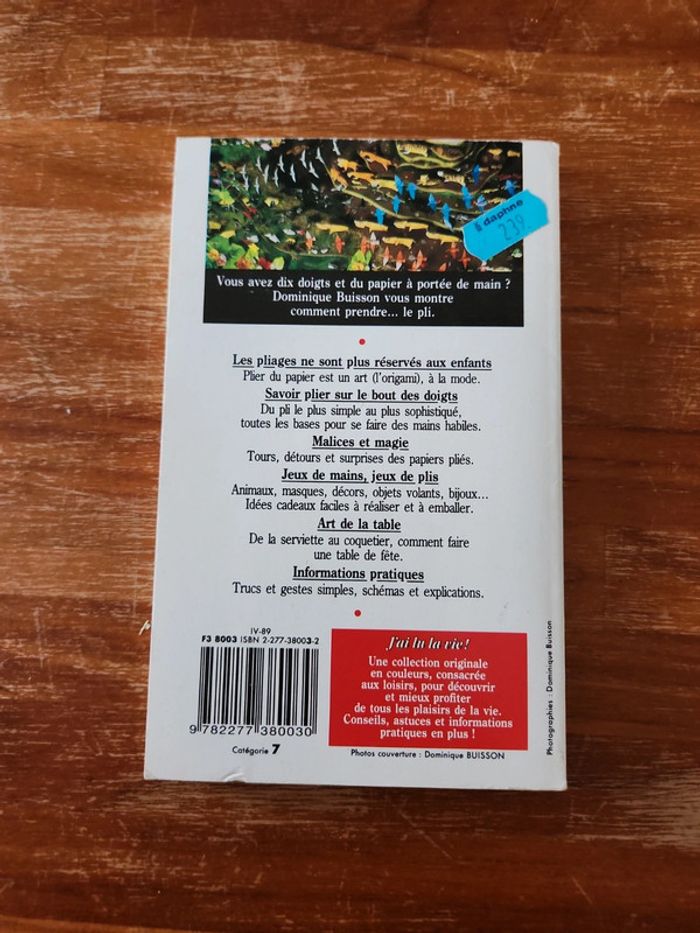 daphne
239
Vous avez dix doigts et du papier à portée de main ?
Dominique Buisson vous montre
comment prendre... le pli.
Les pliages ne sont plus réservés aux enfants
Plier du papier est un art (l'origami), à la mode.
Savoir plier sur le bout des doigts
Du pli le plus simple au plus sophistiqué,
toutes les bases pour se faire des mains habiles.
Malices et magie
Tours, détours et surprises des papiers pliés.
Jeux de mains, jeux de plis
Animaux, masques, décors, objets volants, bijoux...
Idées cadeaux faciles à réaliser et à emballer.
Art de la table
De la serviette au coquetier, comment faire
une table de fête.
Informations pratiques
Trucs et gestes simples, schémas et explications.
IV-89
F3 8003 ISBN 2-277-38003-2
9 782277 380030
Catégorie 7
J'ai lu la vie!
Une collection originale
en couleurs, consacrée
aux loisirs, pour découvrir
et mieux profiter
de tous les plaisirs de la vie.
Conseils, astuces et informations
pratiques en plus !
Photos couverture : Dominique BUISSON
Photographies : Dominique Buisson